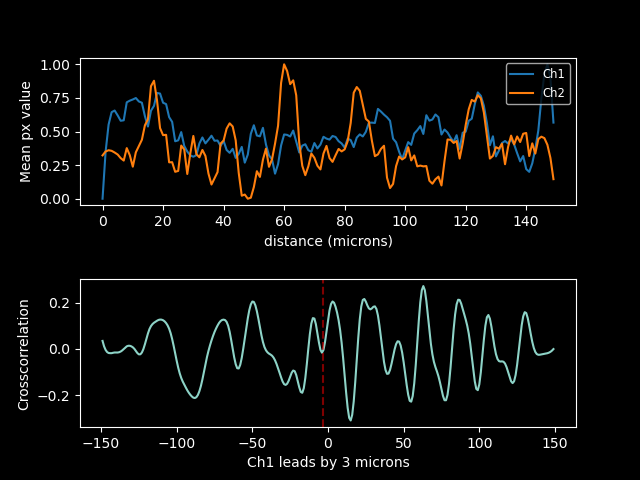 1.00
0.75
0.50
0.25
0.00
Mean px value
Ch1
Ch2
0 20 40 60 80 100 120 140
distance (microns)
0.2
0.0
−0.2
Crosscorrelation
−150 −100 −50 0 50 100 150
Ch1 leads by 3 microns